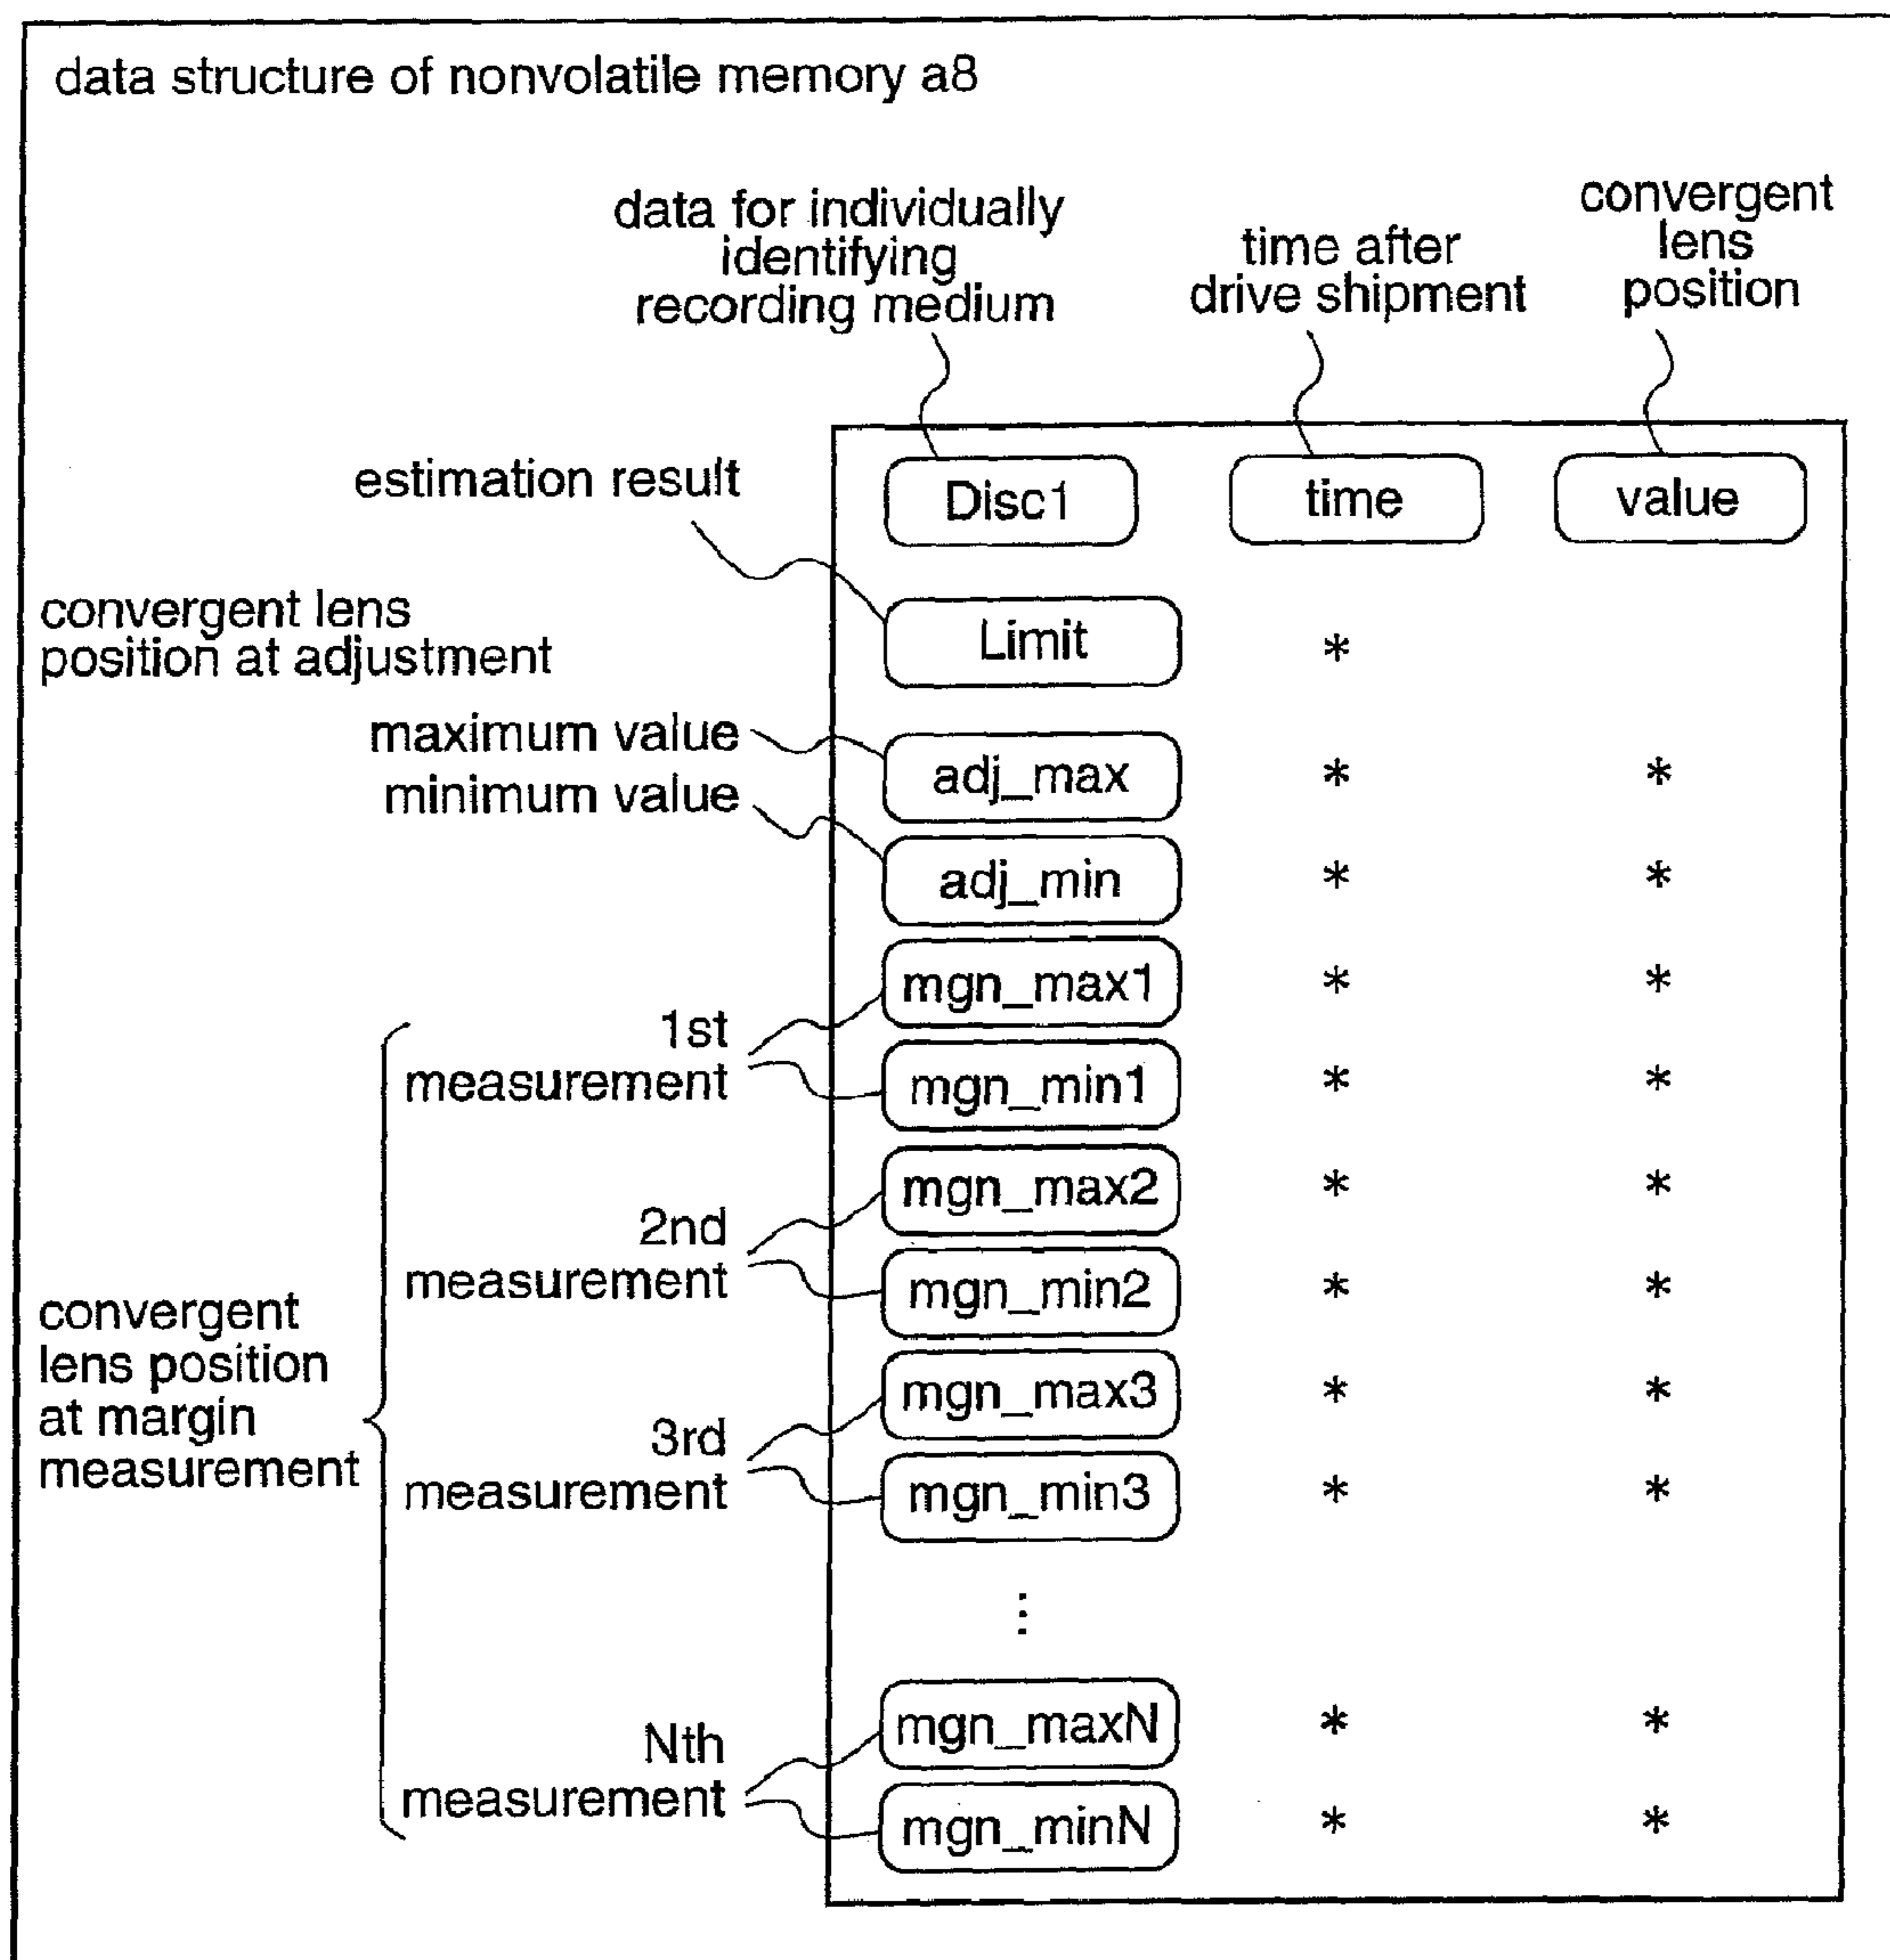 data structure of nonvolatile memory a8
data for individually
identifying
recording medium
time after
drive shipment
convergent
lens
position
estimation result
Disc1 time value
convergent lens
position at adjustment
Limit *
maximum value
adj_max * *
minimum value
adj_min * *
mgn_max1 * *
1st
measurement
mgn_min1 * *
mgn_max2 * *
2nd
measurement
mgn_min2 * *
convergent
lens position
at margin
measurement
mgn_max3 * *
3rd
measurement
mgn_min3 * *
⋮
mgn_maxN * *
Nth
measurement
mgn_minN * *